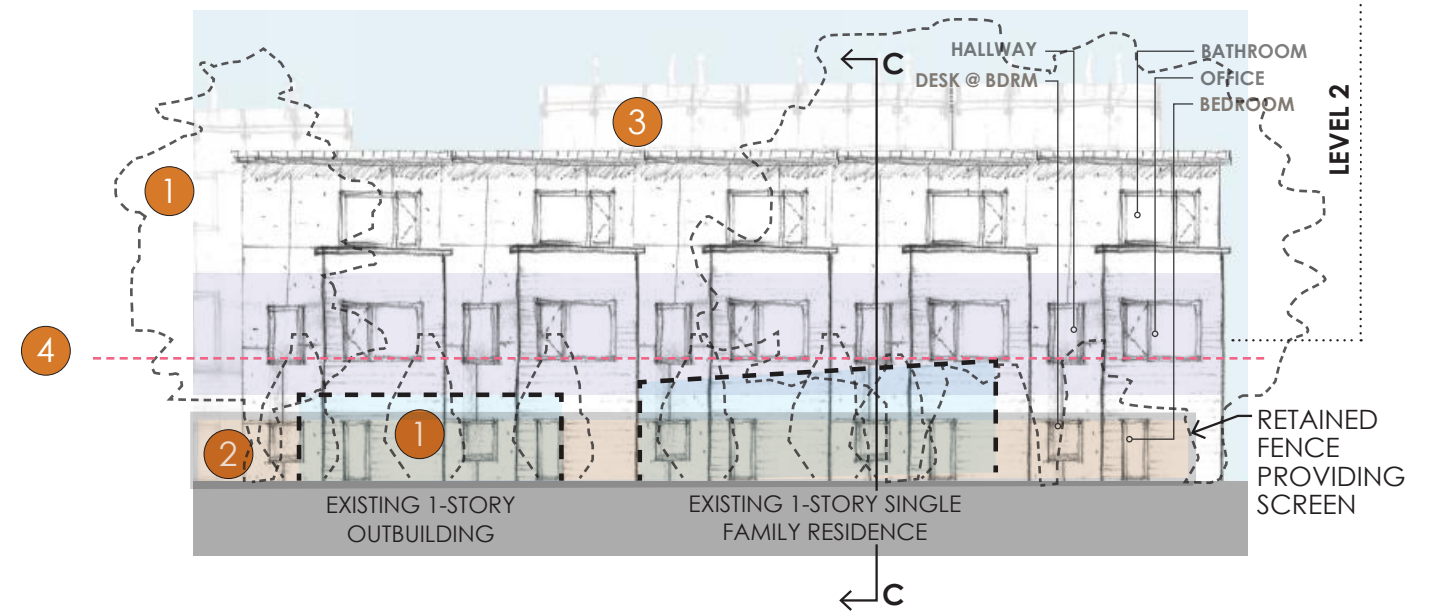 HALLWAY
BATHROOM
C
DESK @ BDRM
OFFICE
BEDROOM
LEVEL 2
3
1
4
1
2
RETAINED
FENCE
PROVIDING
SCREEN
EXISTING 1-STORY
OUTBUILDING
EXISTING 1-STORY SINGLE
FAMILY RESIDENCE
C